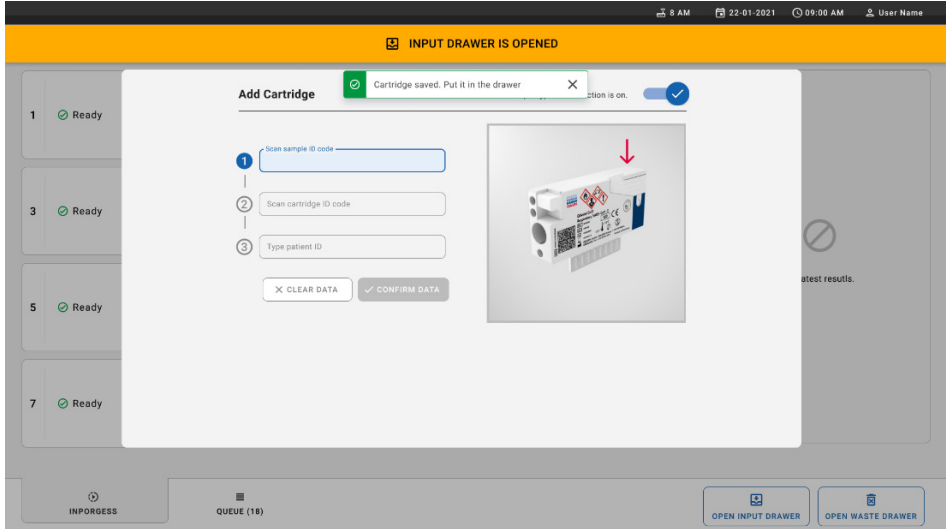 8 AM 22-01-2021 09:00 AM User Name
INPUT DRAWER IS OPENED
Cartridge saved. Put it in the drawer
Add Cartridge
ction is on.
1 Ready
1 Scan sample ID code
2 Scan cartridge ID code
3 Ready
3 Type patient ID
CLEAR DATA CONFIRM DATA
atest resutls.
5 Ready
7 Ready
INPORGESS
QUEUE (18)
OPEN INPUT DRAWER
OPEN WASTE DRAWER